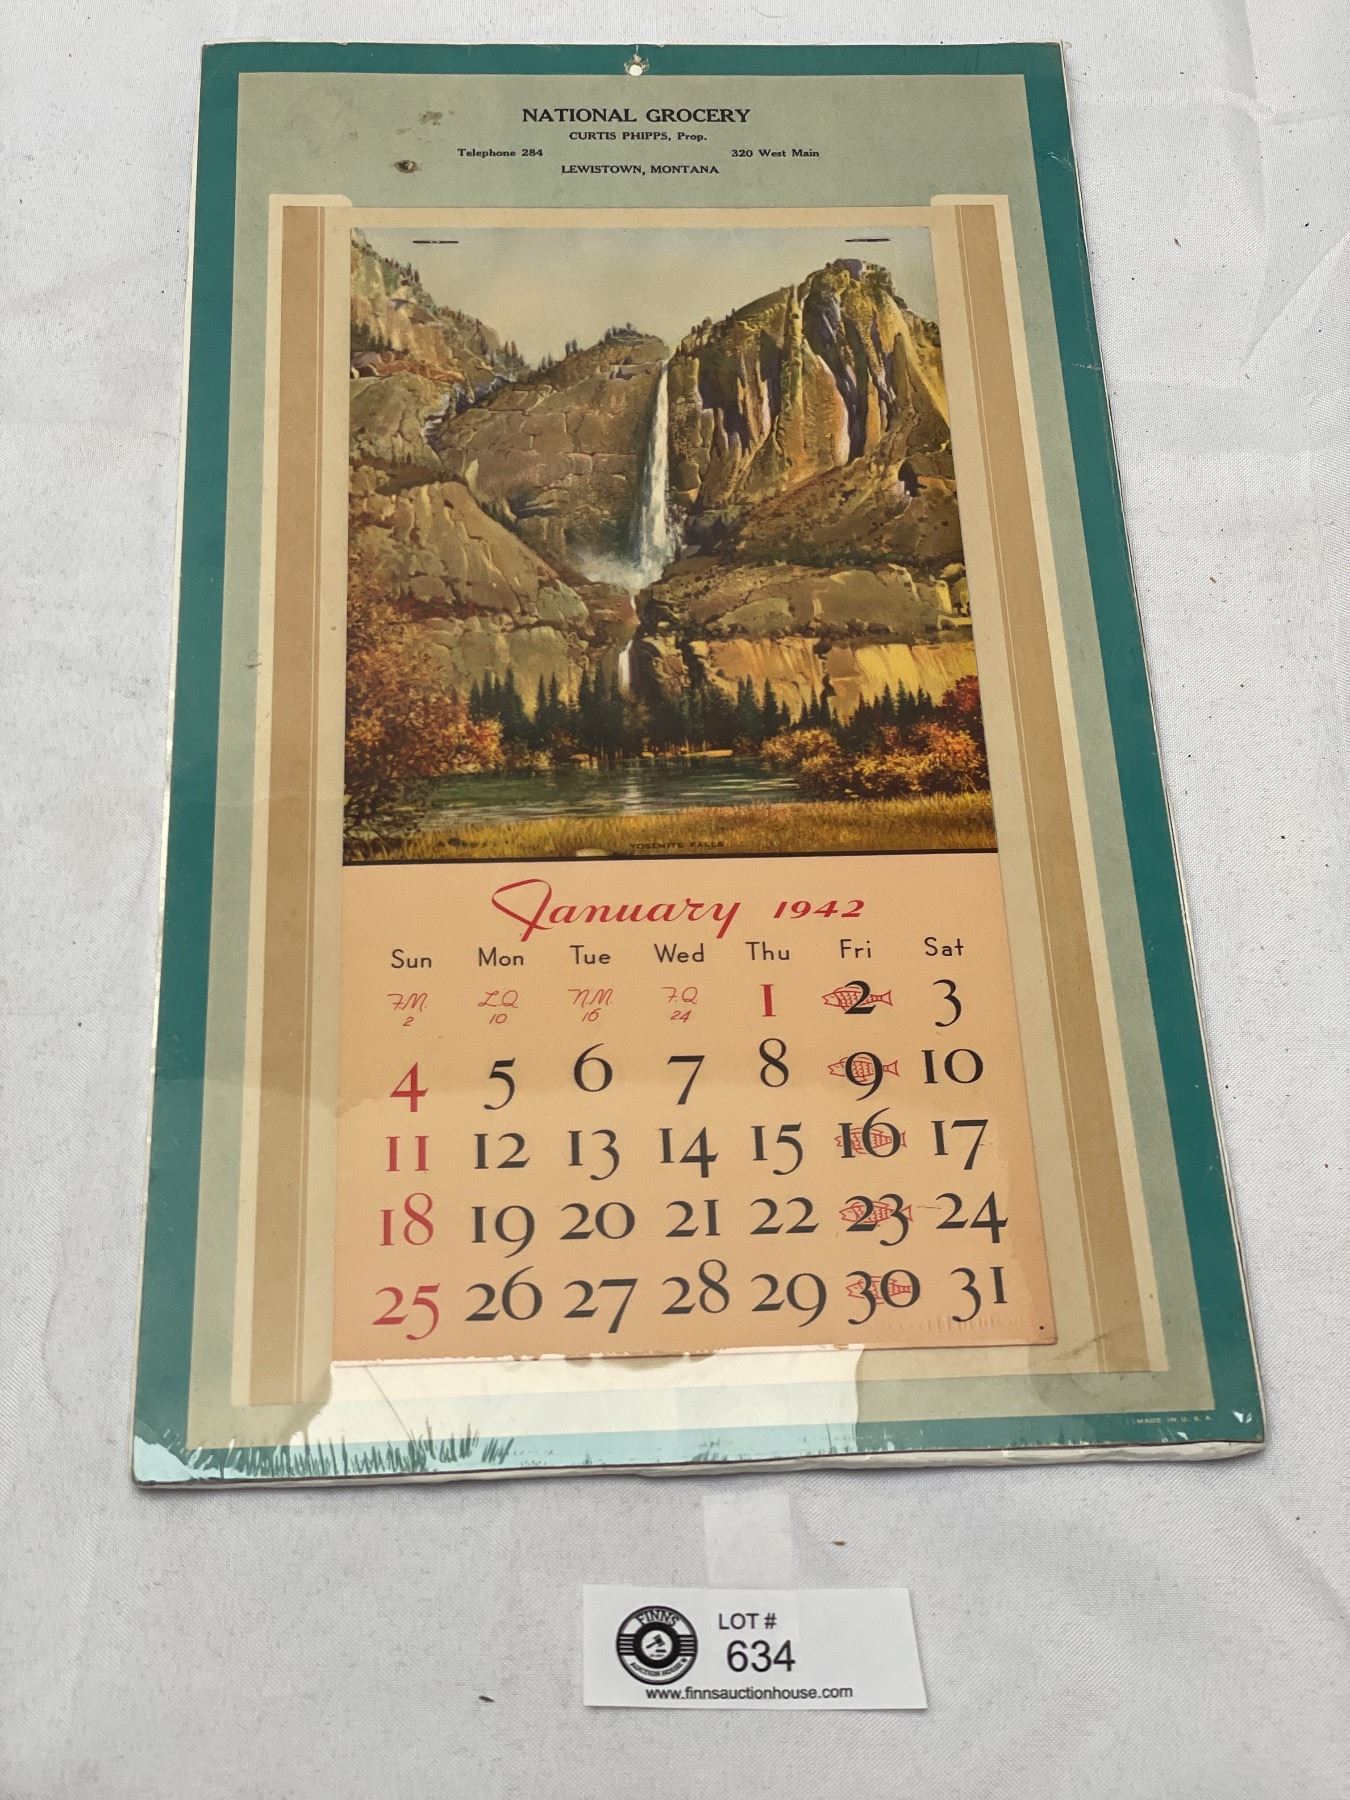 NATIONAL GROCERY
CURTIS PHIPPS, Prop.
Telephone 284 320 West Main
LEWISTOWN, MONTANA
YOSEMITE FALLS
January 1942
Sun Mon Tue Wed Thu Fri Sat
F.M. 2 L.Q. 10 N.M. 16 F.Q. 24 1 2 3
4 5 6 7 8 9 10
11 12 13 14 15 16 17
18 19 20 21 22 23 24
25 26 27 28 29 30 31
MADE IN U.S.A.
FINNS
AUCTION HOUSE
LOT #
634
www.finnsauctionhouse.com